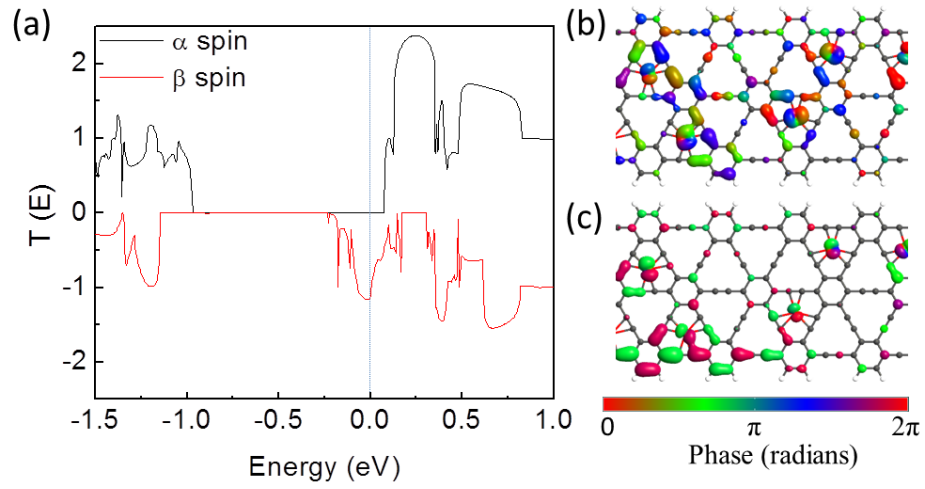 (a)
α spin
β spin
T (E)
2
1
0
-1
-2
-1.5 -1.0 -0.5 0.0 0.5 1.0
Energy (eV)
(b)
(c)
0 π 2π
Phase (radians)